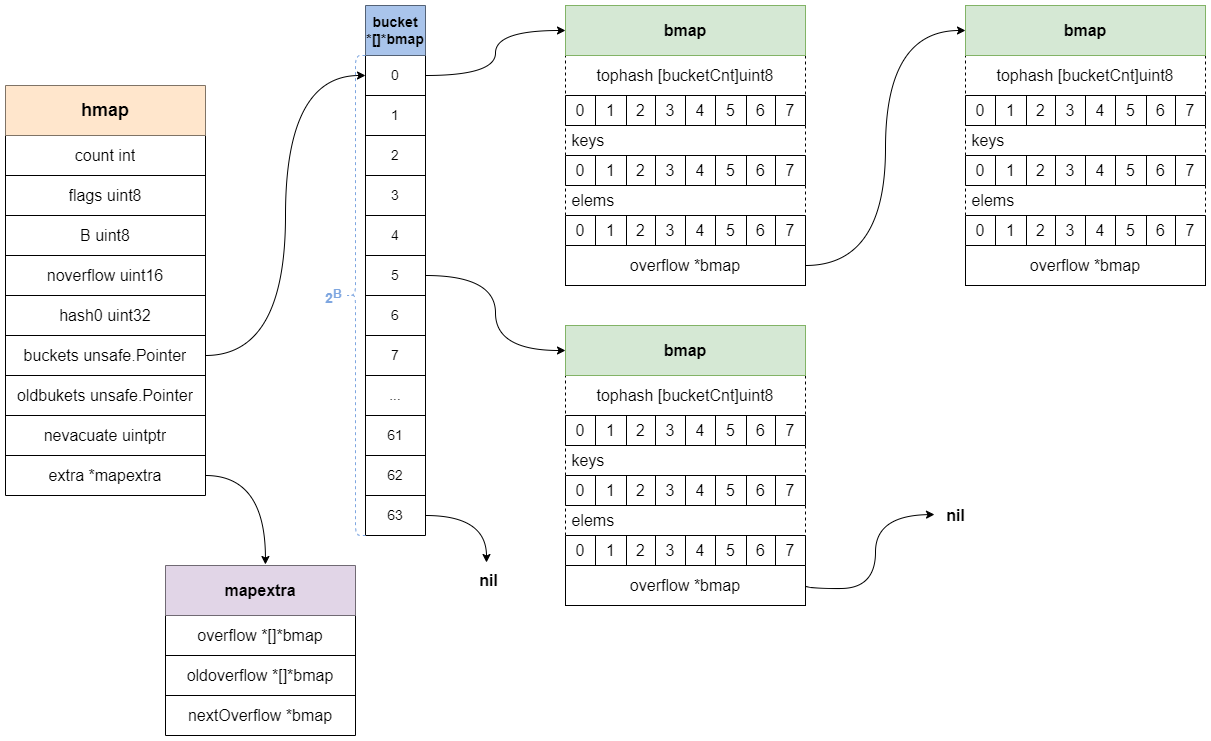 hmap
count int
flags uint8
B uint8
noverflow uint16
hash0 uint32
buckets unsafe.Pointer
oldbukets unsafe.Pointer
nevacuate uintptr
extra *mapextra
mapextra
overflow *[]*bmap
oldoverflow *[]*bmap
nextOverflow *bmap
2B
bucket
*[]*bmap
0
1
2
3
4
5
6
7
...
61
62
63
nil
bmap
tophash [bucketCnt]uint8
0 1 2 3 4 5 6 7
keys
0 1 2 3 4 5 6 7
elems
0 1 2 3 4 5 6 7
overflow *bmap
bmap
tophash [bucketCnt]uint8
0 1 2 3 4 5 6 7
keys
0 1 2 3 4 5 6 7
elems
0 1 2 3 4 5 6 7
overflow *bmap
bmap
tophash [bucketCnt]uint8
0 1 2 3 4 5 6 7
keys
0 1 2 3 4 5 6 7
elems
0 1 2 3 4 5 6 7
overflow *bmap
nil